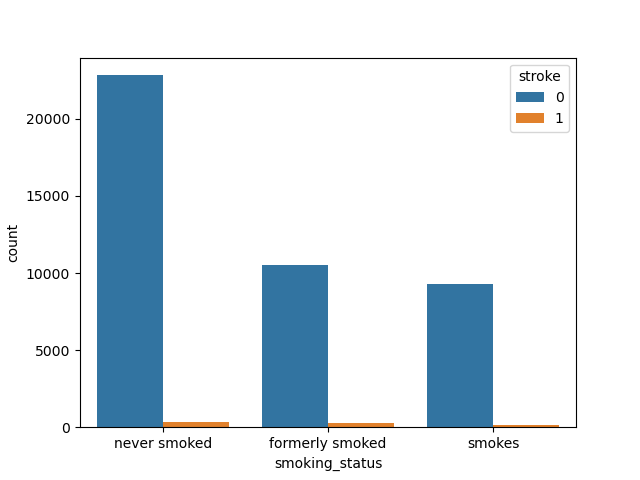 stroke
0
1
20000
15000
10000
5000
0
count
never smoked
formerly smoked
smokes
smoking_status